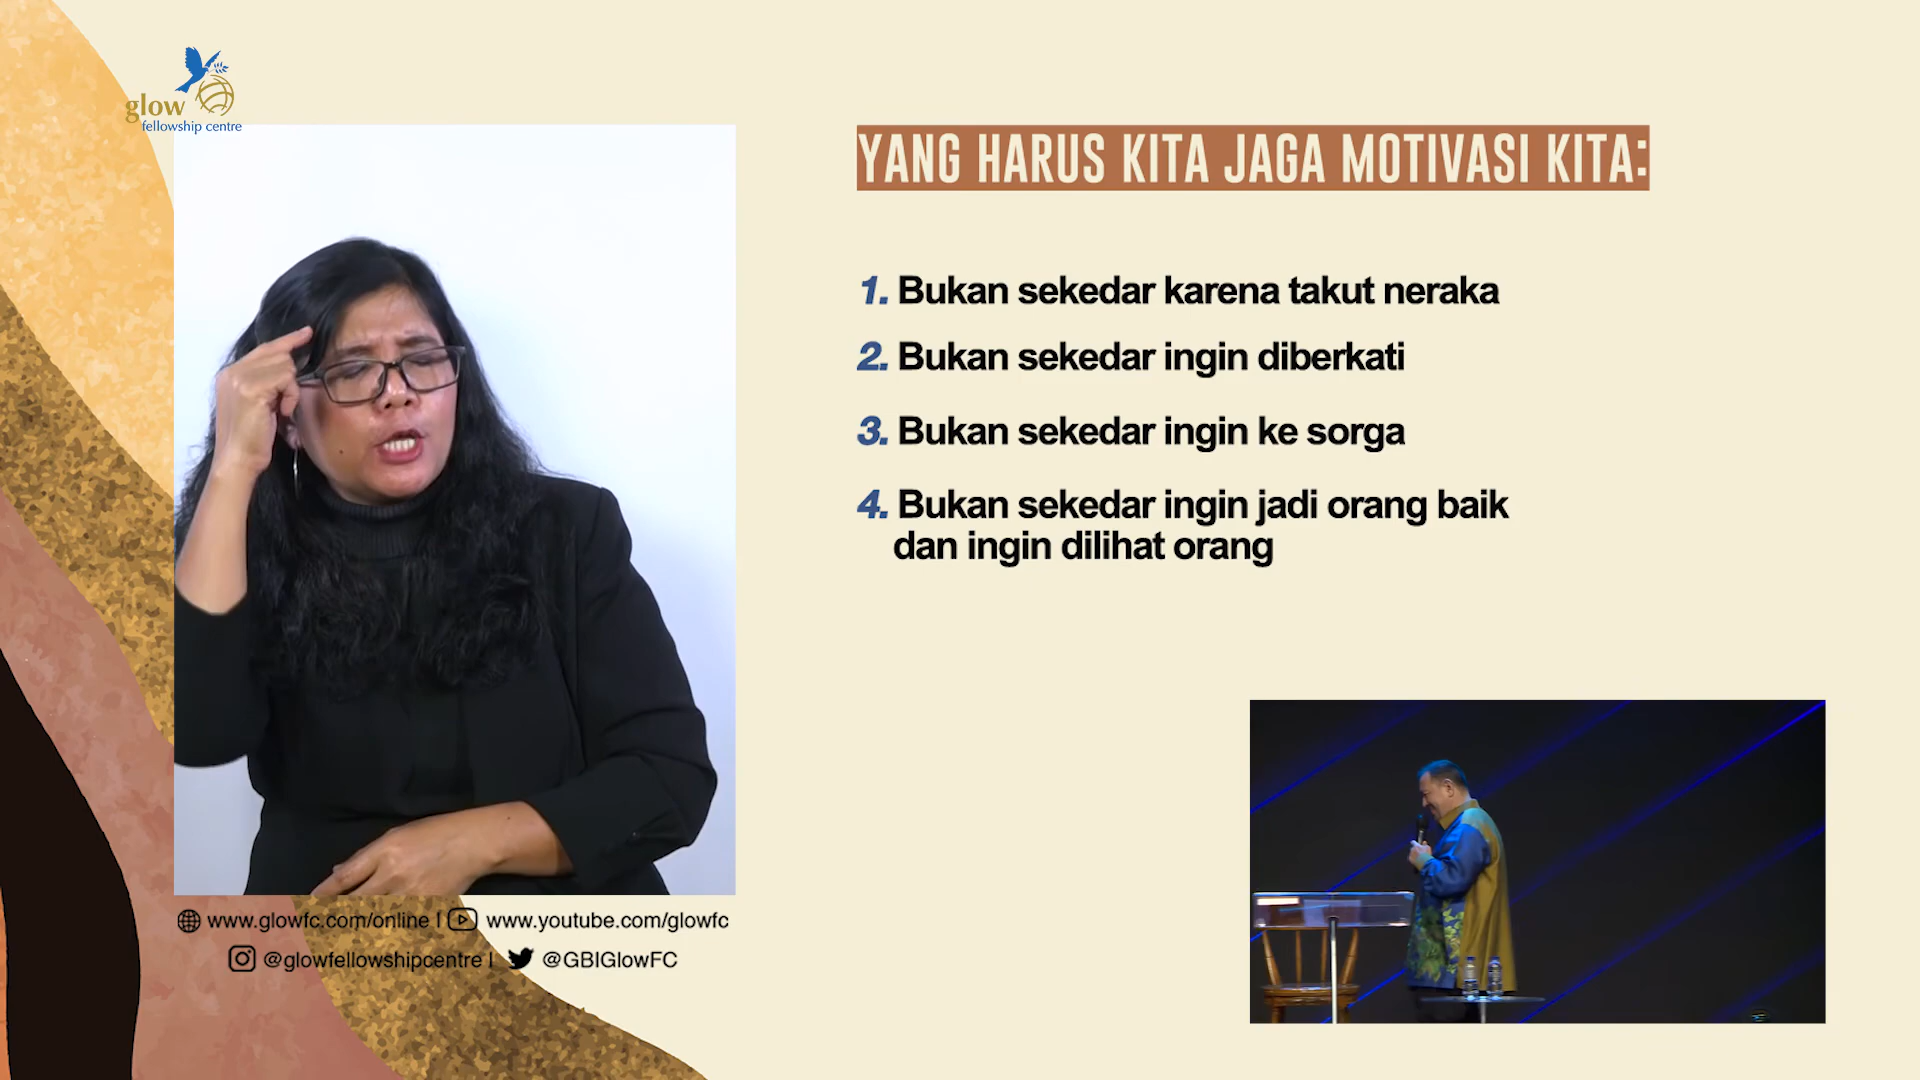 glow
fellowship centre
YANG HARUS KITA JAGA MOTIVASI KITA:
1. Bukan sekedar karena takut neraka
2. Bukan sekedar ingin diberkati
3. Bukan sekedar ingin ke sorga
4. Bukan sekedar ingin jadi orang baik
dan ingin dilihat orang
www.glowfc.com/online | www.youtube.com/glowfc
@glowfellowshipcentre | @GBIGlowFC